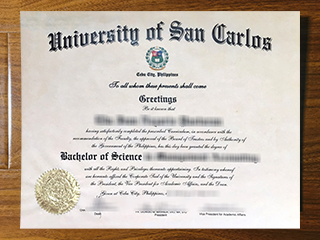 University of San Carlos
Cebu City, Philippines
To all whom these presents shall come
Greetings
Be it known that
having satisfactorily completed the prescribed Curriculum, in accordance with the
recommendation of the Faculty, the approval of the Board of Trustees and by Authority of
the Government of the Philippines, has this day been granted the degree of
Bachelor of Science
with all the Rights and Privileges thereunto appertaining. In testimony whereof
are hereunto affixed the Corporate Seal of the University and the Signatures of
the President, the Vice President for Academic Affairs, and the Dean.
Given at Cebu City, Philippines,
Dean
President
Vice President for Academic Affairs